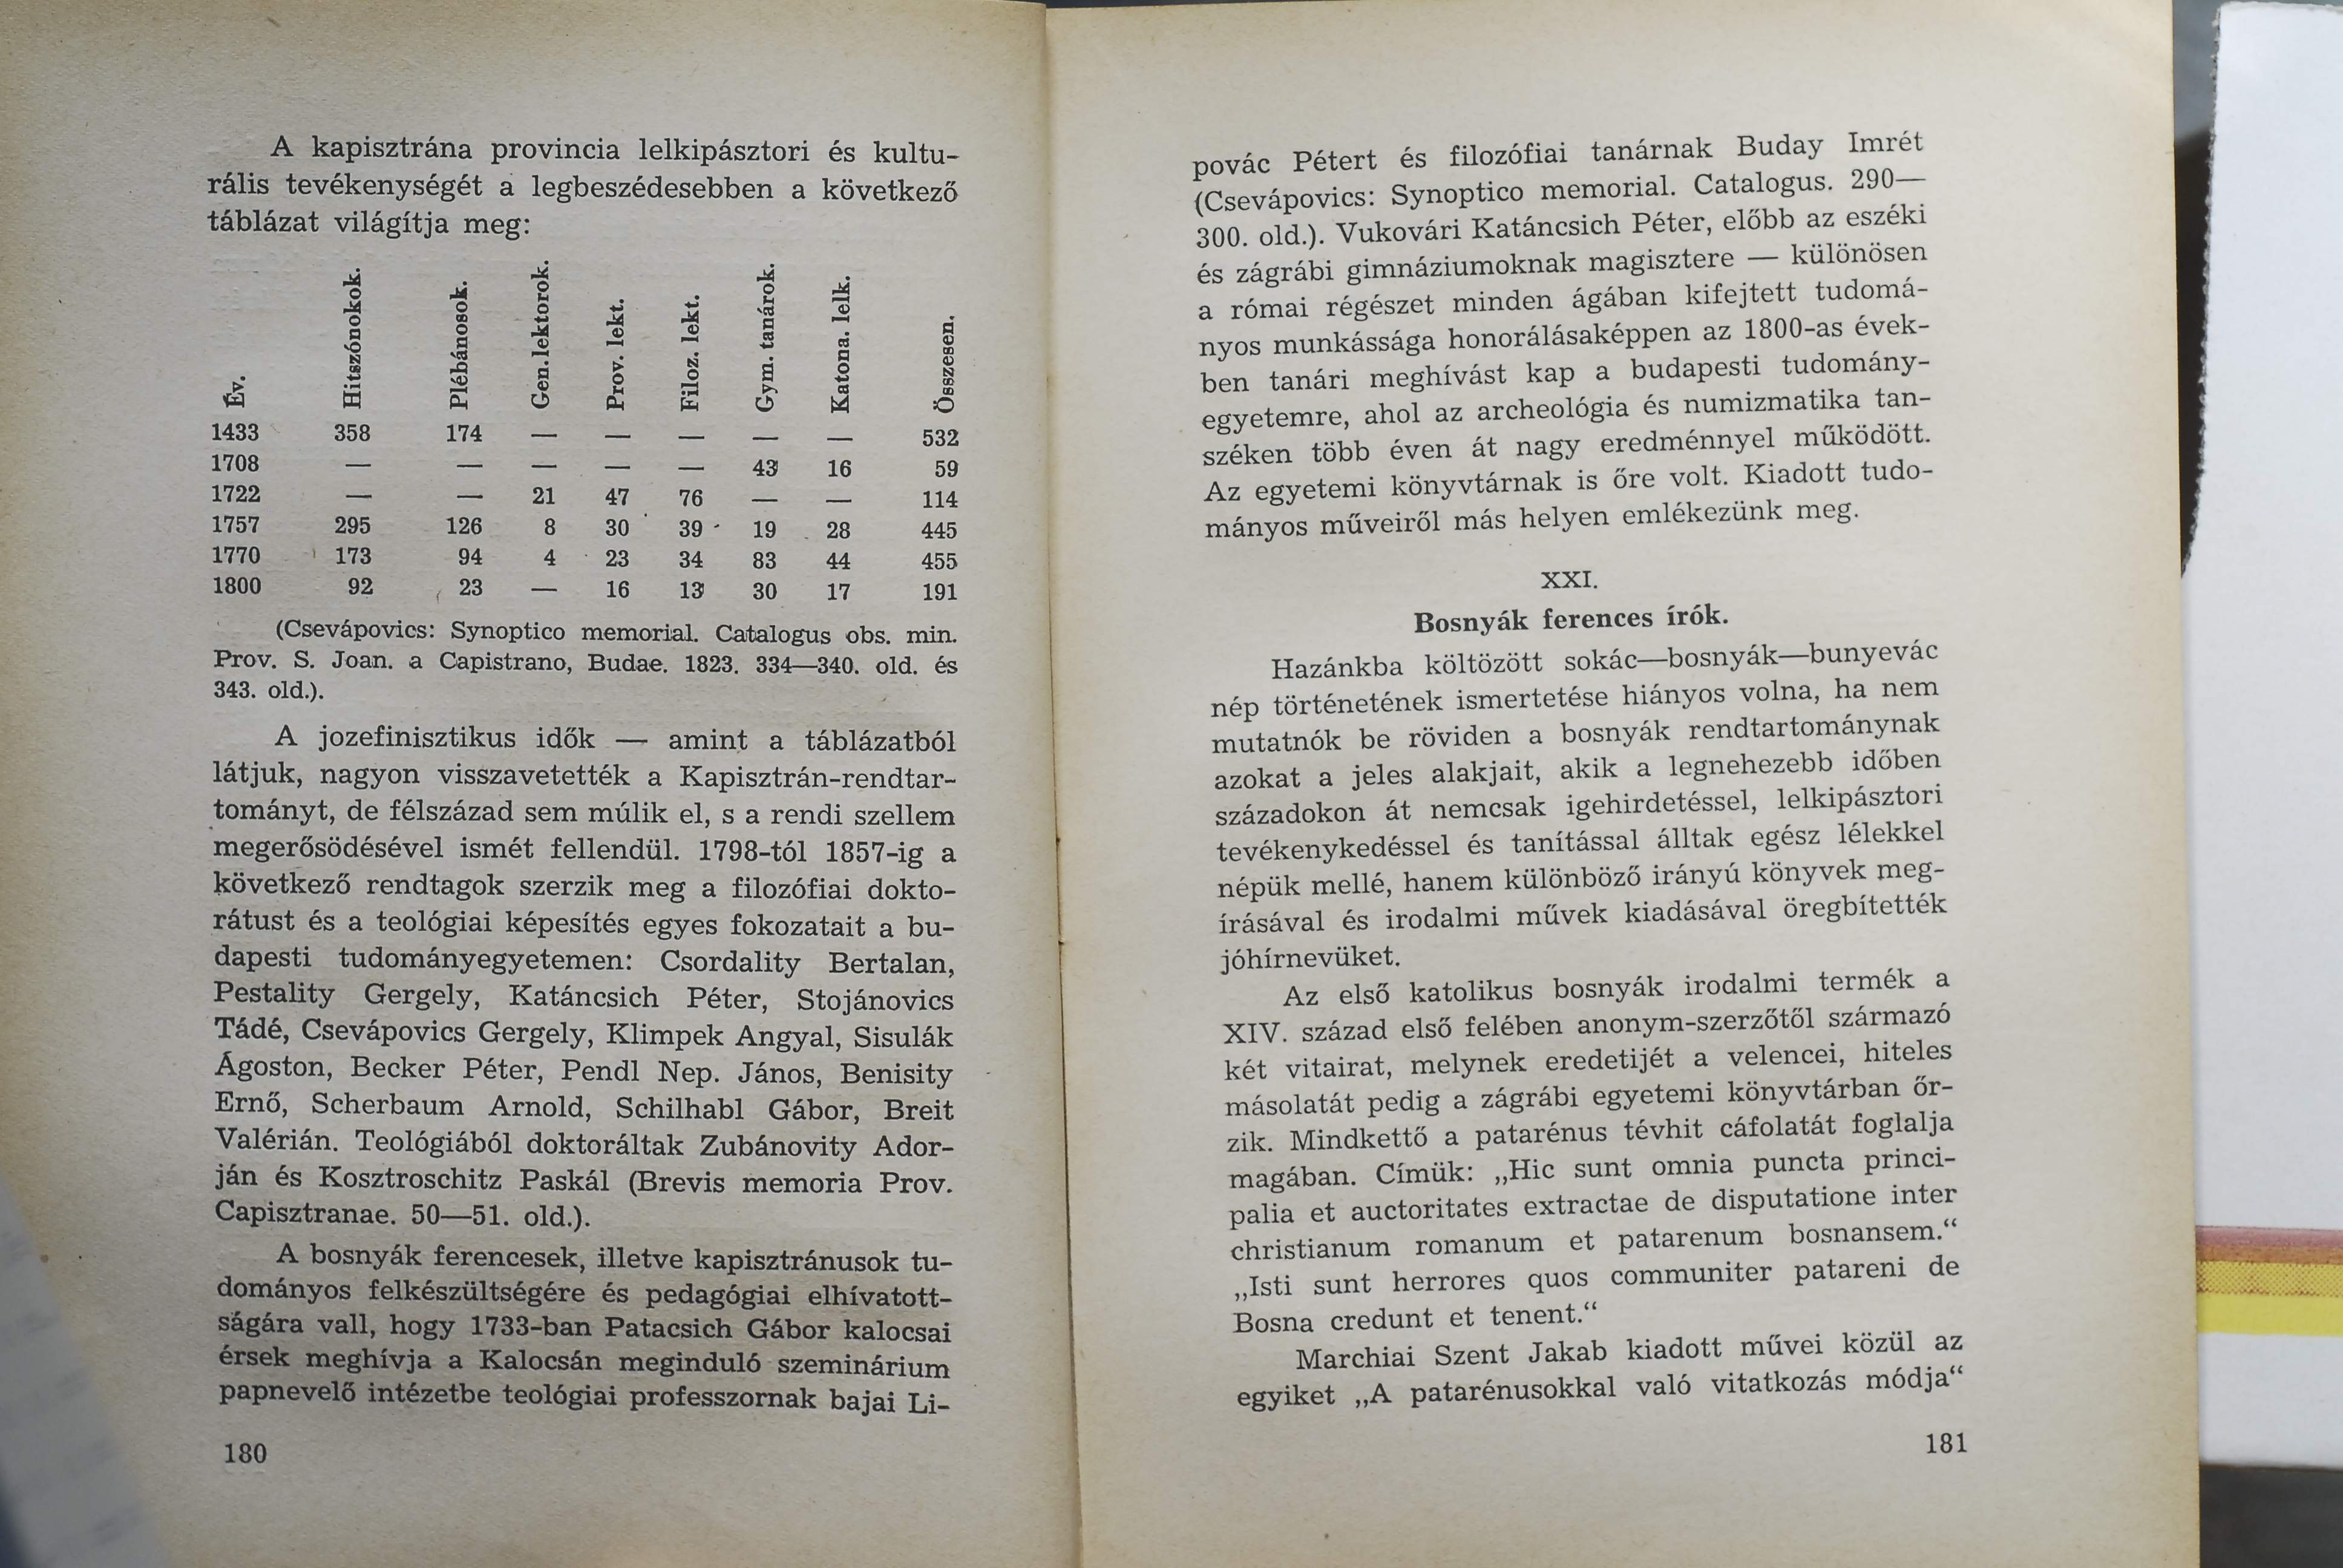 A kapisztrána provincia lelkipásztori és kultu-
rális tevékenységét a legbeszédesebben a következő
táblázat világítja meg:
Év. Hitszónokok. Plébánosok. Gen.lektorok. Prov. lekt. Filoz. lekt. Gym. tanárok. Katona. lelk. Összesen.
1433 358 174 — — — — — 532
1708 — — — — — 43 16 59
1722 — — 21 47 76 — — 114
1757 295 126 8 30 39 19 28 445
1770 173 94 4 23 34 83 44 455
1800 92 23 — 16 13 30 17 191
(Csevápovics: Synoptico memorial. Catalogus obs. min.
Prov. S. Joan. a Capistrano, Budae. 1823. 334—340. old. és
343. old.).
A jozefinisztikus idők — amint a táblázatból
látjuk, nagyon visszavetették a Kapisztrán-rendtar-
tományt, de félszázad sem múlik el, s a rendi szellem
megerősödésével ismét fellendül. 1798-tól 1857-ig a
következő rendtagok szerzik meg a filozófiai dokto-
rátust és a teológiai képesítés egyes fokozatait a bu-
dapesti tudományegyetemen: Csordality Bertalan,
Pestality Gergely, Katáncsich Péter, Stojánovics
Tádé, Csevápovics Gergely, Klimpek Angyal, Sisulák
Ágoston, Becker Péter, Pendl Nep. János, Benisity
Ernő, Scherbaum Arnold, Schilhabl Gábor, Breit
Valérián. Teológiából doktoráltak Zubánovity Ador-
ján és Kosztroschitz Paskál (Brevis memoria Prov.
Capisztranae. 50—51. old.).
A bosnyák ferencesek, illetve kapisztránusok tu-
dományos felkészültségére és pedagógiai elhívatott-
ságára vall, hogy 1733-ban Patacsich Gábor kalocsai
érsek meghívja a Kalocsán meginduló szeminárium
papnevelő intézetbe teológiai professzornak bajai Li-
180
povác Pétert és filozófiai tanárnak Buday Imrét
(Csevápovics: Synoptico memorial. Catalogus. 290—
300. old.). Vukovári Katáncsich Péter, előbb az eszéki
és zágrábi gimnáziumoknak magisztere — különösen
a római régészet minden ágában kifejtett tudomá-
nyos munkássága honorálásaképpen az 1800-as évek-
ben tanári meghívást kap a budapesti tudomány-
egyetemre, ahol az archeológia és numizmatika tan-
széken több éven át nagy eredménnyel működött.
Az egyetemi könyvtárnak is őre volt. Kiadott tudo-
mányos műveiről más helyen emlékezünk meg.
XXI.
Bosnyák ferences írók.
Hazánkba költözött sokác—bosnyák—bunyevác
nép történetének ismertetése hiányos volna, ha nem
mutatnók be röviden a bosnyák rendtartománynak
azokat a jeles alakjait, akik a legnehezebb időben
századokon át nemcsak igehirdetéssel, lelkipásztori
tevékenykedéssel és tanítással álltak egész lélekkel
népük mellé, hanem különböző irányú könyvek meg-
írásával és irodalmi művek kiadásával öregbítették
jóhírnevüket.
Az első katolikus bosnyák irodalmi termék a
XIV. század első felében anonym-szerzőtől származó
két vitairat, melynek eredetijét a velencei, hiteles
másolatát pedig a zágrábi egyetemi könyvtárban őr-
zik. Mindkettő a patarénus tévhit cáfolatát foglalja
magában. Címük: „Hic sunt omnia puncta princi-
palia et auctoritates extractae de disputatione inter
christianum romanum et patarenum bosnansem.“
„Isti sunt herrores quos communiter patareni de
Bosna credunt et tenent.“
Marchiai Szent Jakab kiadott művei közül az
egyiket „A patarénusokkal való vitatkozás módja“
181